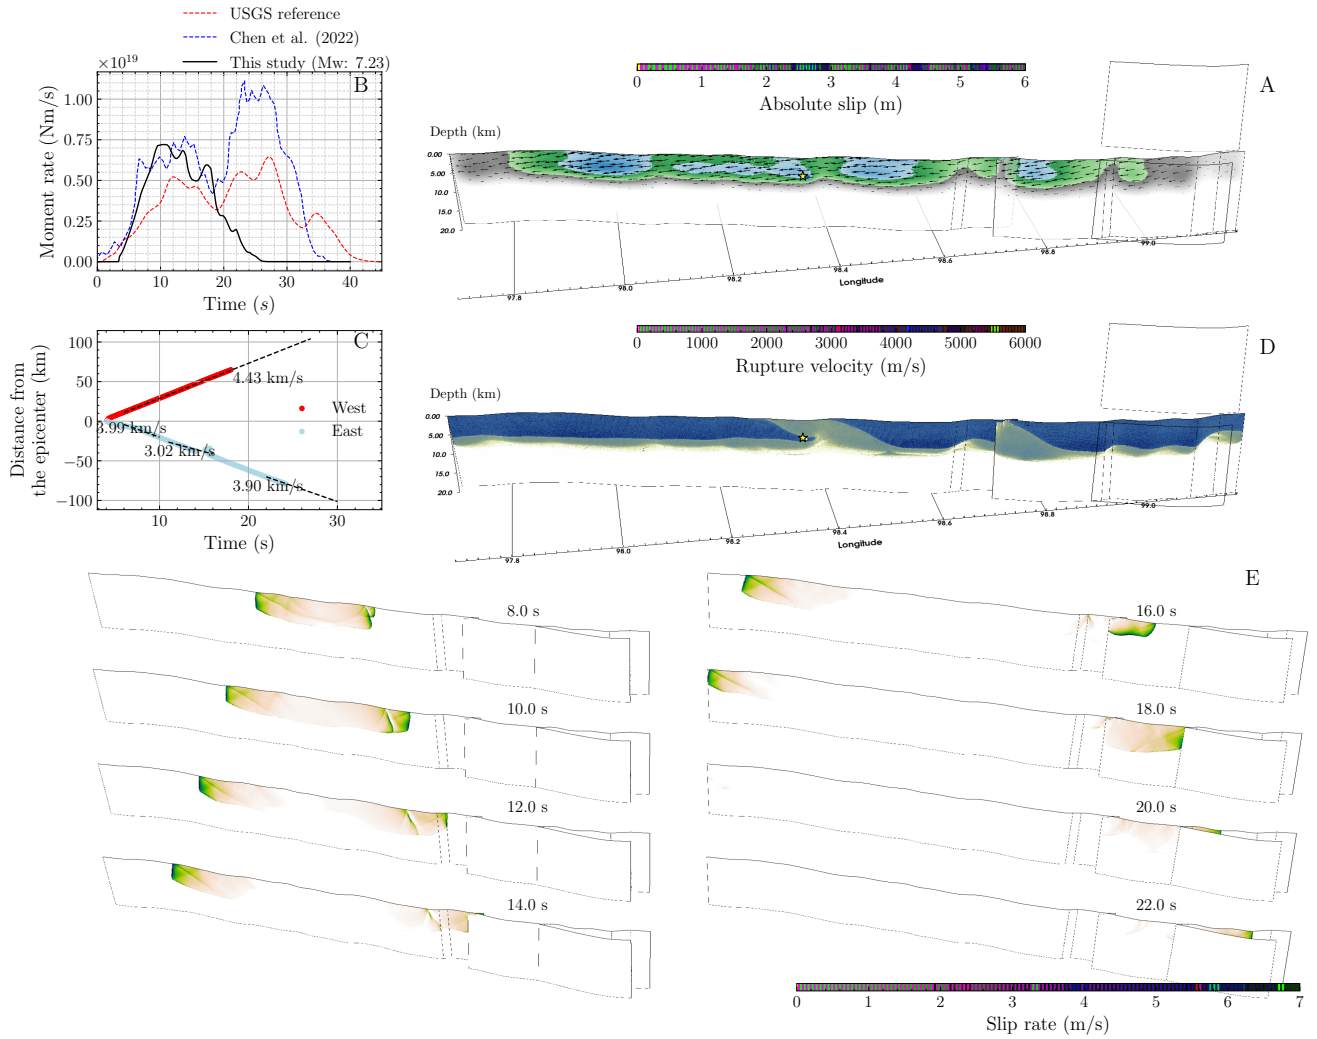 USGS reference
Chen et al. (2022)
This study (Mw: 7.23)
×10^19
B
1.00
0.75
0.50
0.25
0.00
Moment rate (Nm/s)
0 10 20 30 40
Time (s)
A
0 1 2 3 4 5 6
Absolute slip (m)
Depth (km)
0.00
5.00
10.0
15.0
20.0
97.8 98.0 98.2 98.4 98.6 98.8 99.0
Longitude
C
100
50
0
−50
−100
Distance from
the epicenter (km)
4.43 km/s
3.99 km/s
3.02 km/s
3.90 km/s
West
East
10 20 30
Time (s)
D
0 1000 2000 3000 4000 5000 6000
Rupture velocity (m/s)
Depth (km)
0.00
5.00
10.0
15.0
20.0
97.8 98.0 98.2 98.4 98.6 98.8 99.0
Longitude
E
8.0 s
10.0 s
12.0 s
14.0 s
16.0 s
18.0 s
20.0 s
22.0 s
0 1 2 3 4 5 6 7
Slip rate (m/s)